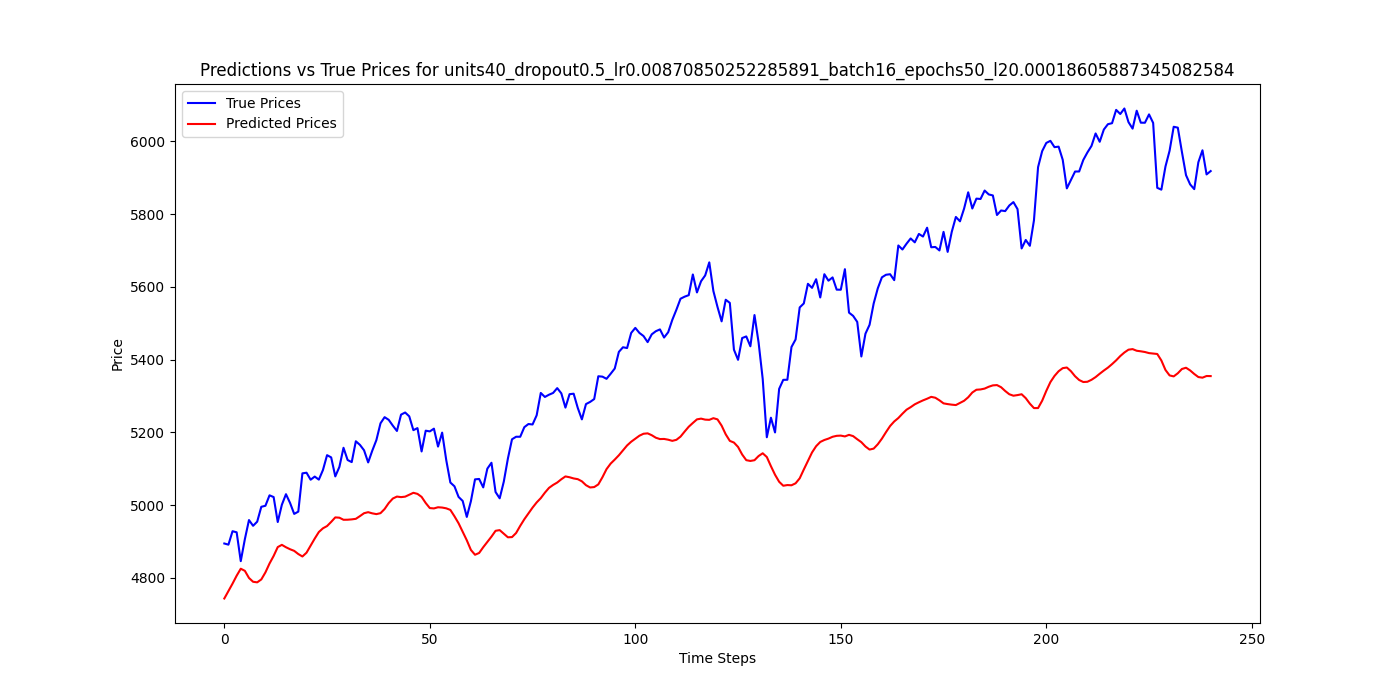 Predictions vs True Prices for units40_dropout0.5_lr0.00870850252285891_batch16_epochs50_l20.00018605887345082584
True Prices
Predicted Prices
6000
5800
5600
5400
5200
5000
4800
Price
0 50 100 150 200 250
Time Steps